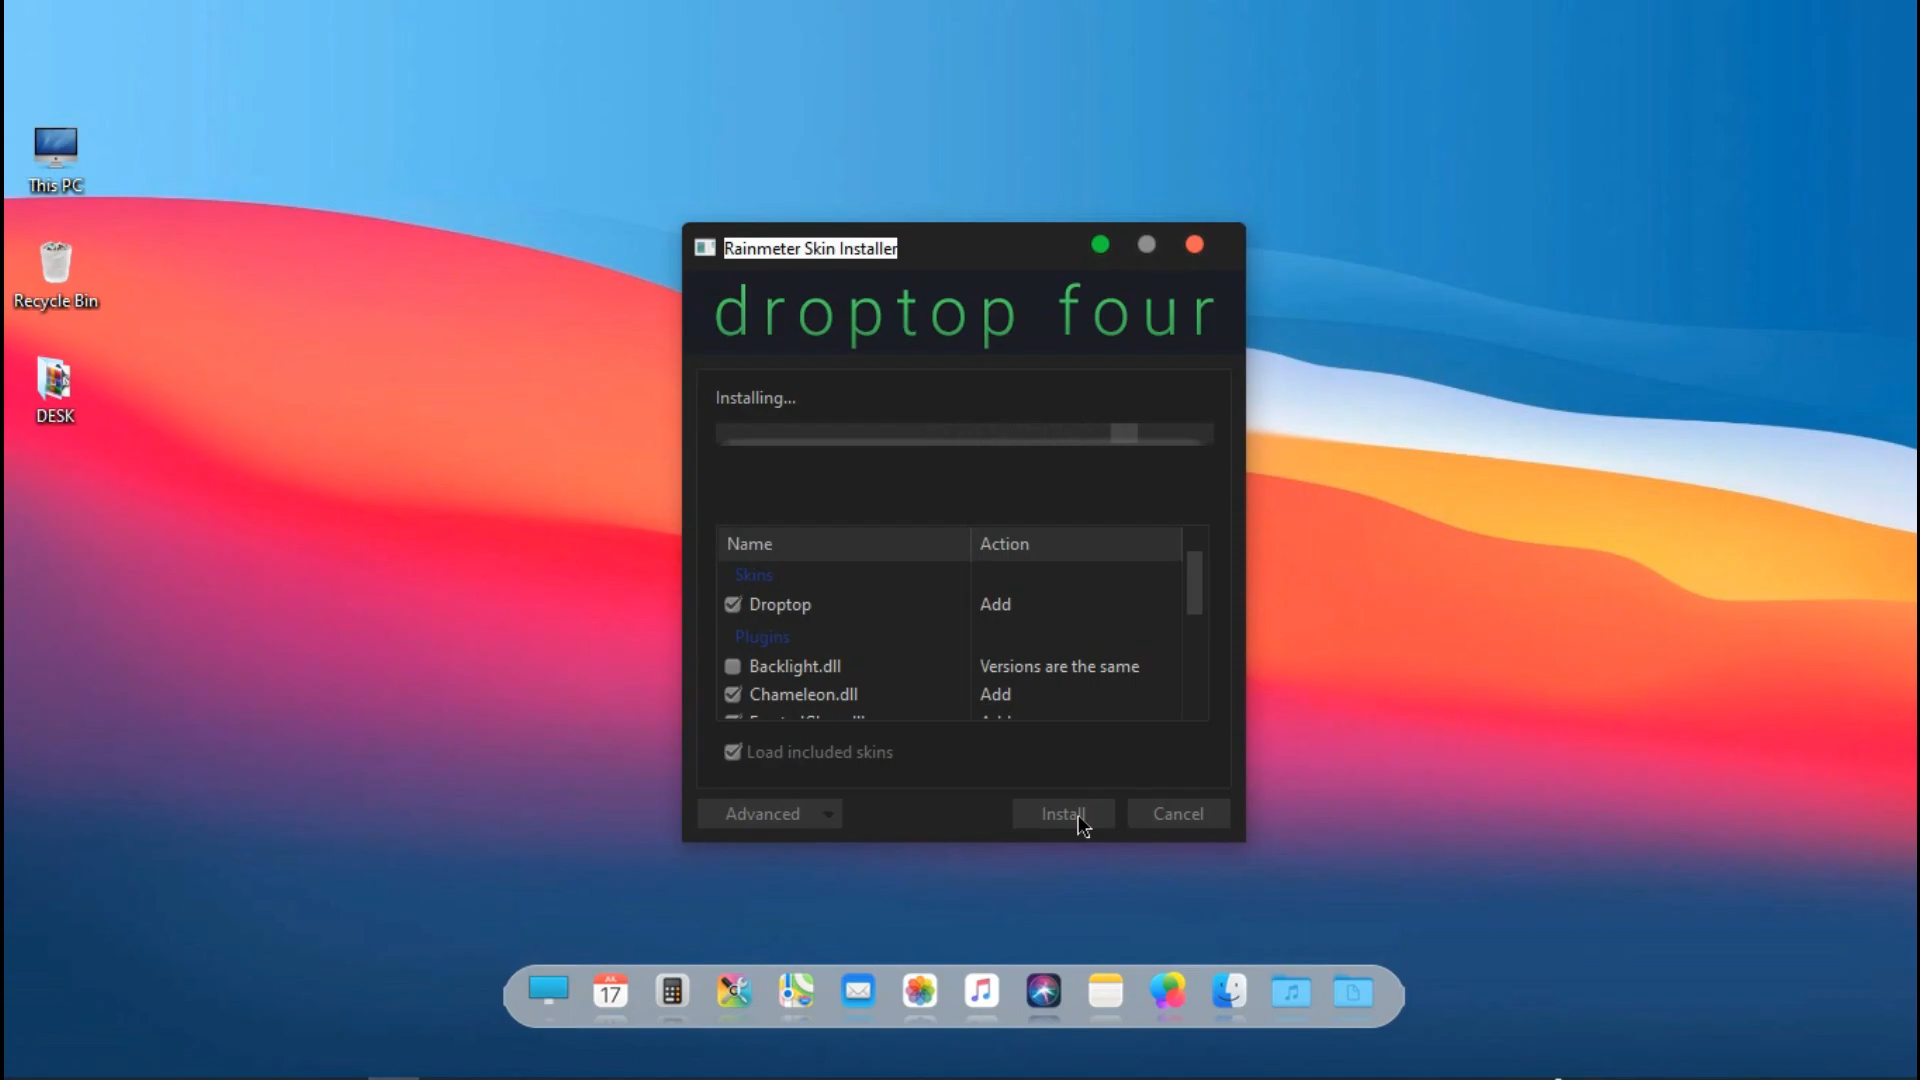 This PC
Recycle Bin
DESK
Rainmeter Skin Installer
droptop four
Installing...
Name Action
Skins
Droptop Add
Plugins
Backlight.dll Versions are the same
Chameleon.dll Add
Load included skins
Advanced Install Cancel
JUL
17